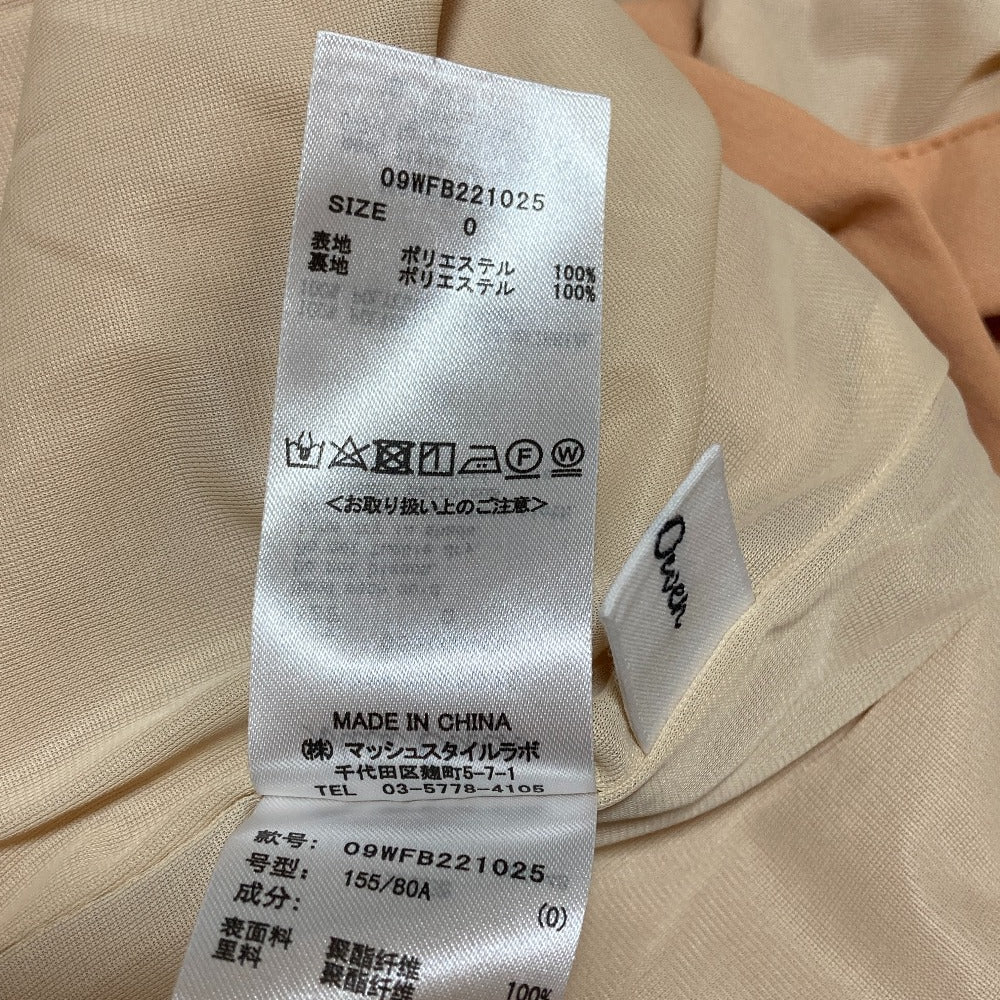 09WFB221025
SIZE 0
表地 ポリエステル 100%
裏地 ポリエステル 100%
F W
<お取り扱い上のご注意>
MADE IN CHINA
(株) マッシュスタイルラボ
千代田区麹町5-7-1
TEL 03-5778-4105
款号: 09WFB221025
号型: 155/80A
成分: (0)
表面料 聚酯纤维
里料 聚酯纤维 100%
Owen